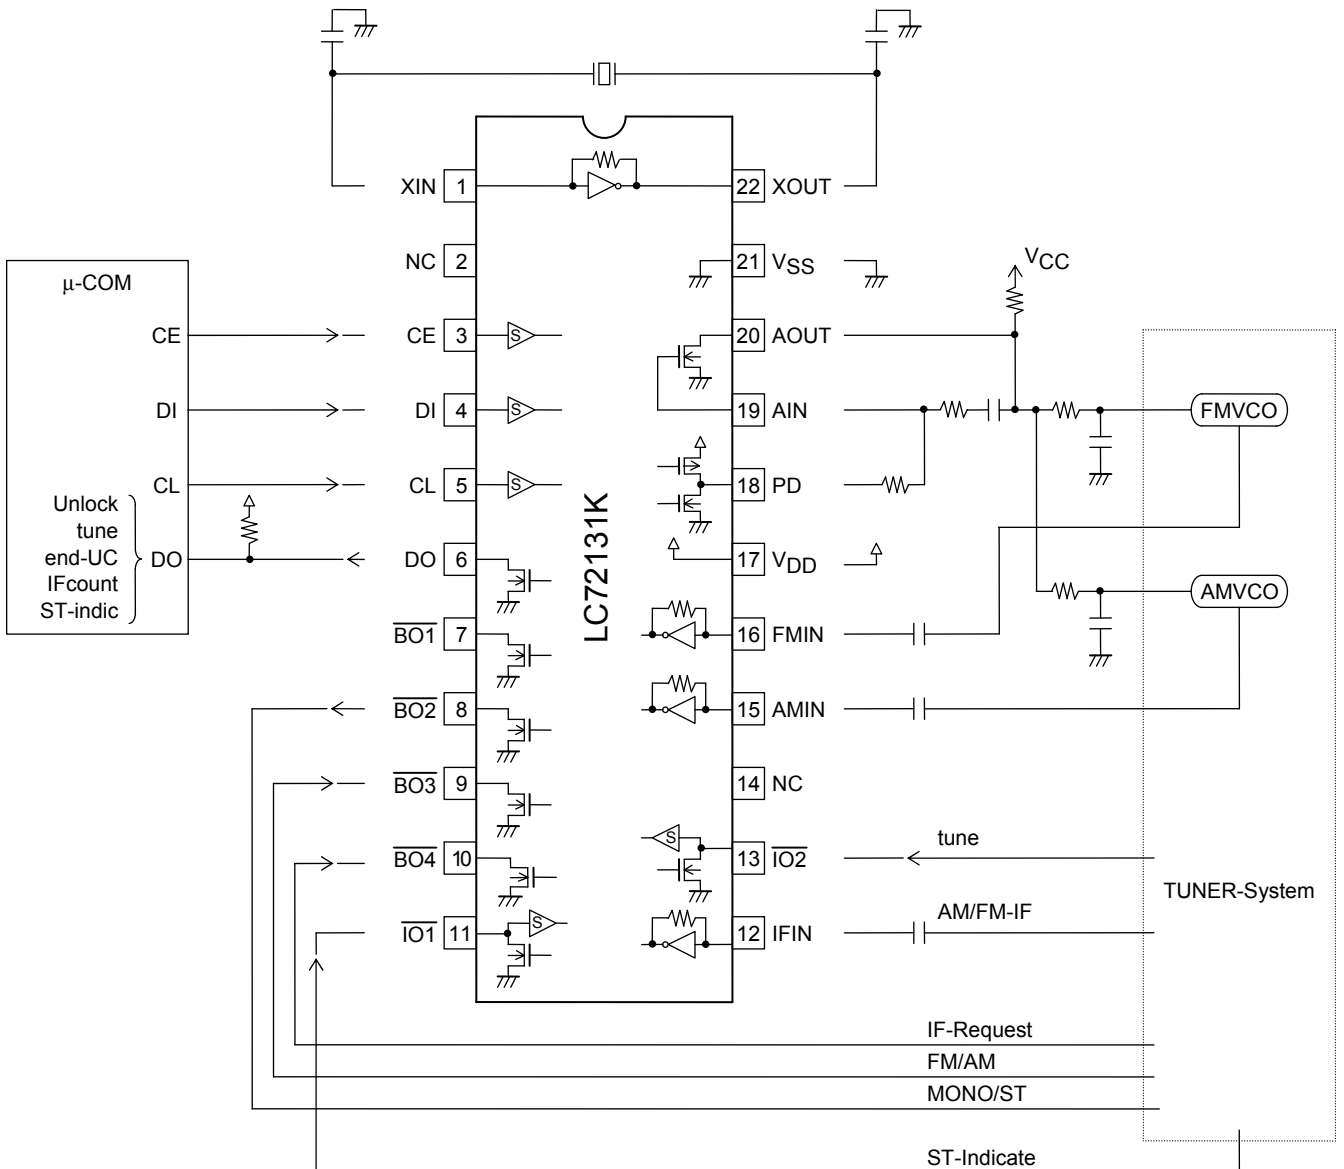 XIN 1
22 XOUT
NC 2
21 VSS
VCC
μ-COM
CE
CE 3
S
20 AOUT
DI
DI 4
S
19 AIN
FMVCO
CL
CL 5
S
18 PD
Unlock
tune
end-UC
IFcount
ST-indic
DO
DO 6
17 VDD
LC72131K
AMVCO
BO1 7
16 FMIN
BO2 8
15 AMIN
BO3 9
14 NC
BO4 10
S
13 IO2
tune
TUNER-System
IO1 11
S
12 IFIN
AM/FM-IF
IF-Request
FM/AM
MONO/ST
ST-Indicate